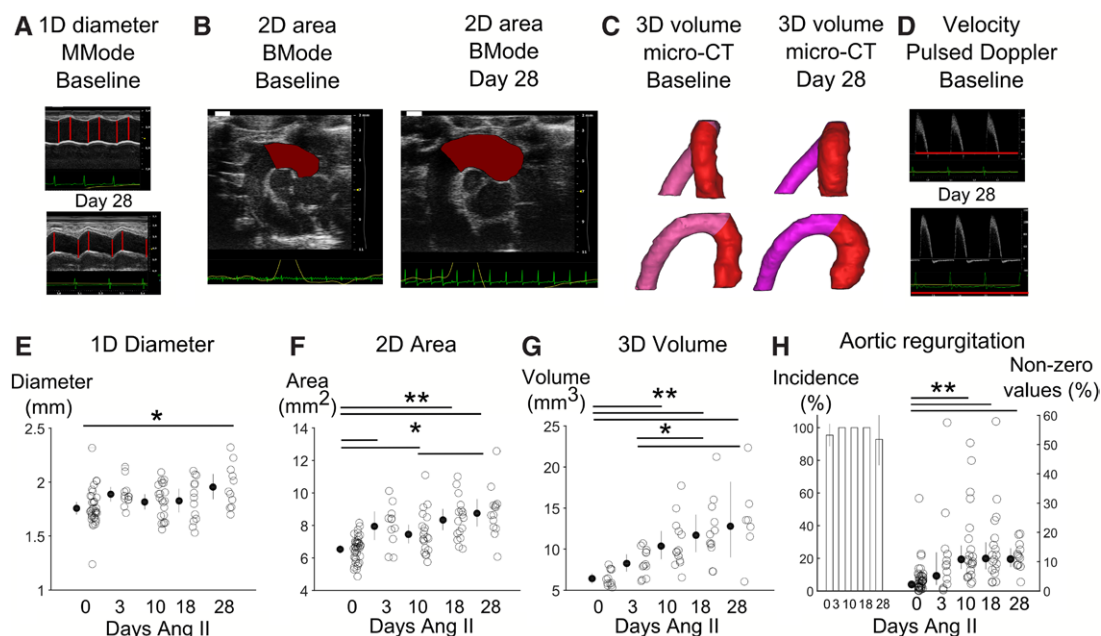 A
1D diameter
MMode
Baseline
Day 28
B
2D area
BMode
Baseline
2D area
BMode
Day 28
C
3D volume
micro-CT
Baseline
3D volume
micro-CT
Day 28
D
Velocity
Pulsed Doppler
Baseline
Day 28
E
1D Diameter
Diameter
(mm)
*
2.5
2
1.5
1
0 3 10 18 28
Days Ang II
F
2D Area
Area
(mm2)
**
*
14
12
10
8
6
4
0 3 10 18 28
Days Ang II
G
3D Volume
Volume
(mm3)
**
*
25
20
15
10
5
0 3 10 18 28
Days Ang II
H
Aortic regurgitation
Incidence
(%)
Non-zero
values (%)
**
100
80
60
40
20
0
0 3 10 18 28
60
50
40
30
20
10
0
0 3 10 18 28
Days Ang II